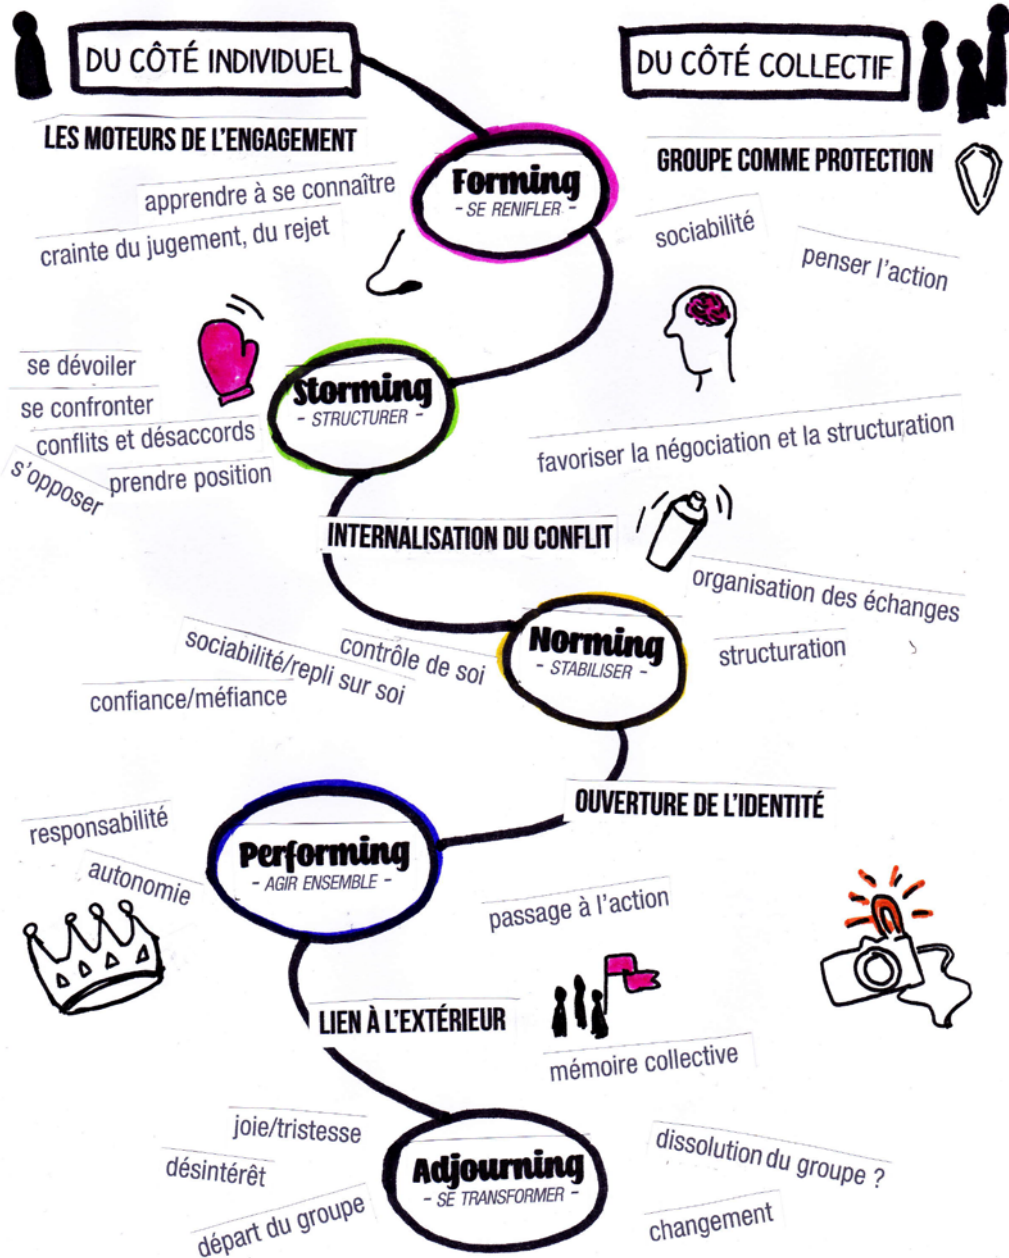 DU CÔTÉ INDIVIDUEL
DU CÔTÉ COLLECTIF
LES MOTEURS DE L'ENGAGEMENT
GROUPE COMME PROTECTION
Forming
- SE RENIFLER -
apprendre à se connaître
crainte du jugement, du rejet
sociabilité
penser l'action
se dévoiler
se confronter
conflits et désaccords
s'opposer
prendre position
Storming
- STRUCTURER -
favoriser la négociation et la structuration
INTERNALISATION DU CONFLIT
organisation des échanges
Norming
- STABILISER -
structuration
contrôle de soi
sociabilité/repli sur soi
confiance/méfiance
OUVERTURE DE L'IDENTITÉ
responsabilité
autonomie
Performing
- AGIR ENSEMBLE -
passage à l'action
LIEN À L'EXTÉRIEUR
mémoire collective
joie/tristesse
désintérêt
départ du groupe
Adjourning
- SE TRANSFORMER -
dissolution du groupe ?
changement